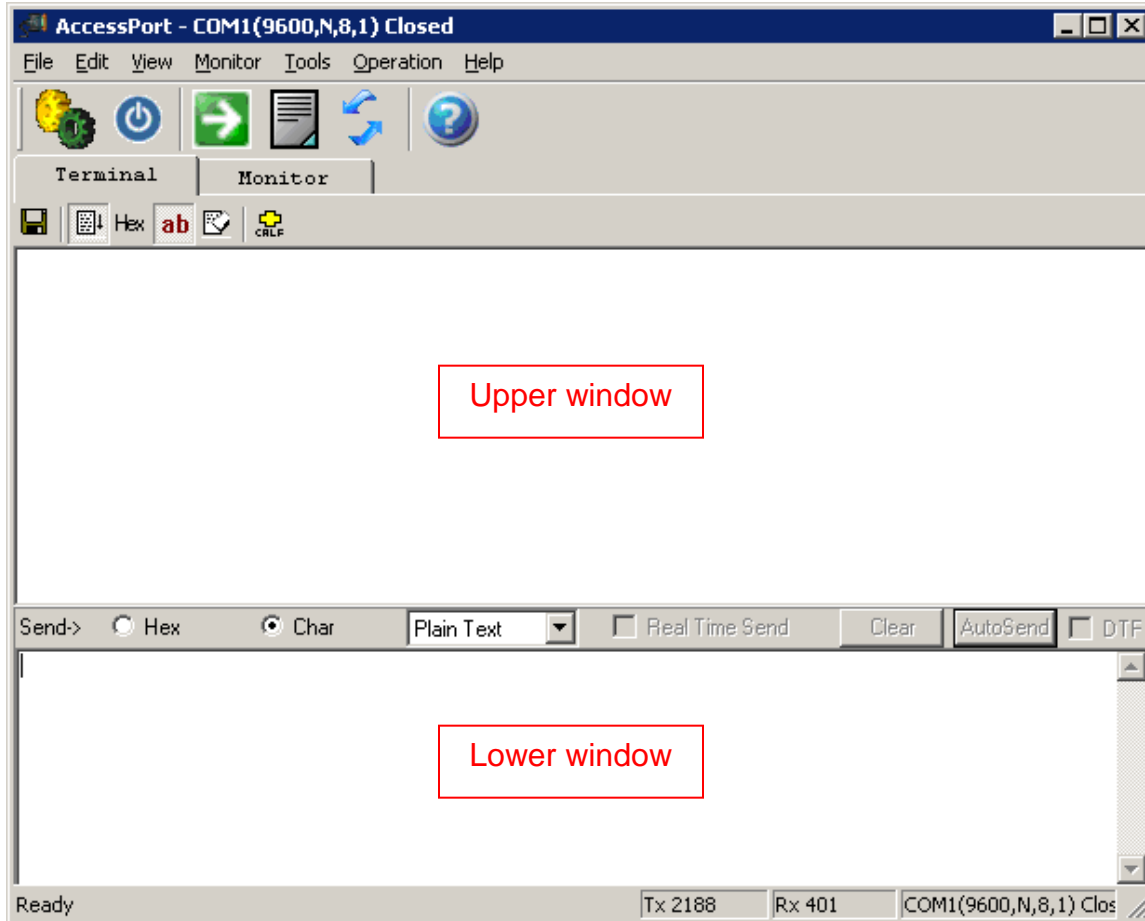 AccessPort - COM1(9600,N,8,1) Closed
File Edit View Monitor Tools Operation Help
Terminal Monitor
Hex ab CRLF
Upper window
Send-> Hex Char Plain Text Real Time Send Clear AutoSend DTF
Lower window
Ready Tx 2188 Rx 401 COM1(9600,N,8,1) Clos